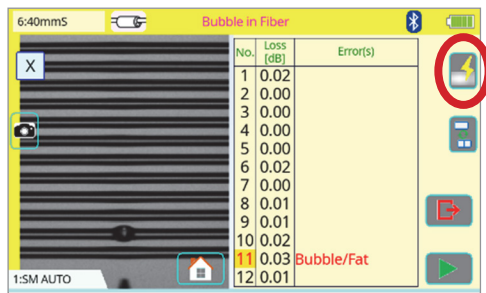 6:40mmS
Bubble in Fiber
X
No. Loss [dB] Error(s)
1 0.02
2 0.00
3 0.00
4 0.00
5 0.00
6 0.02
7 0.00
8 0.01
9 0.01
10 0.02
11 0.03 Bubble/Fat
12 0.01
1:SM AUTO